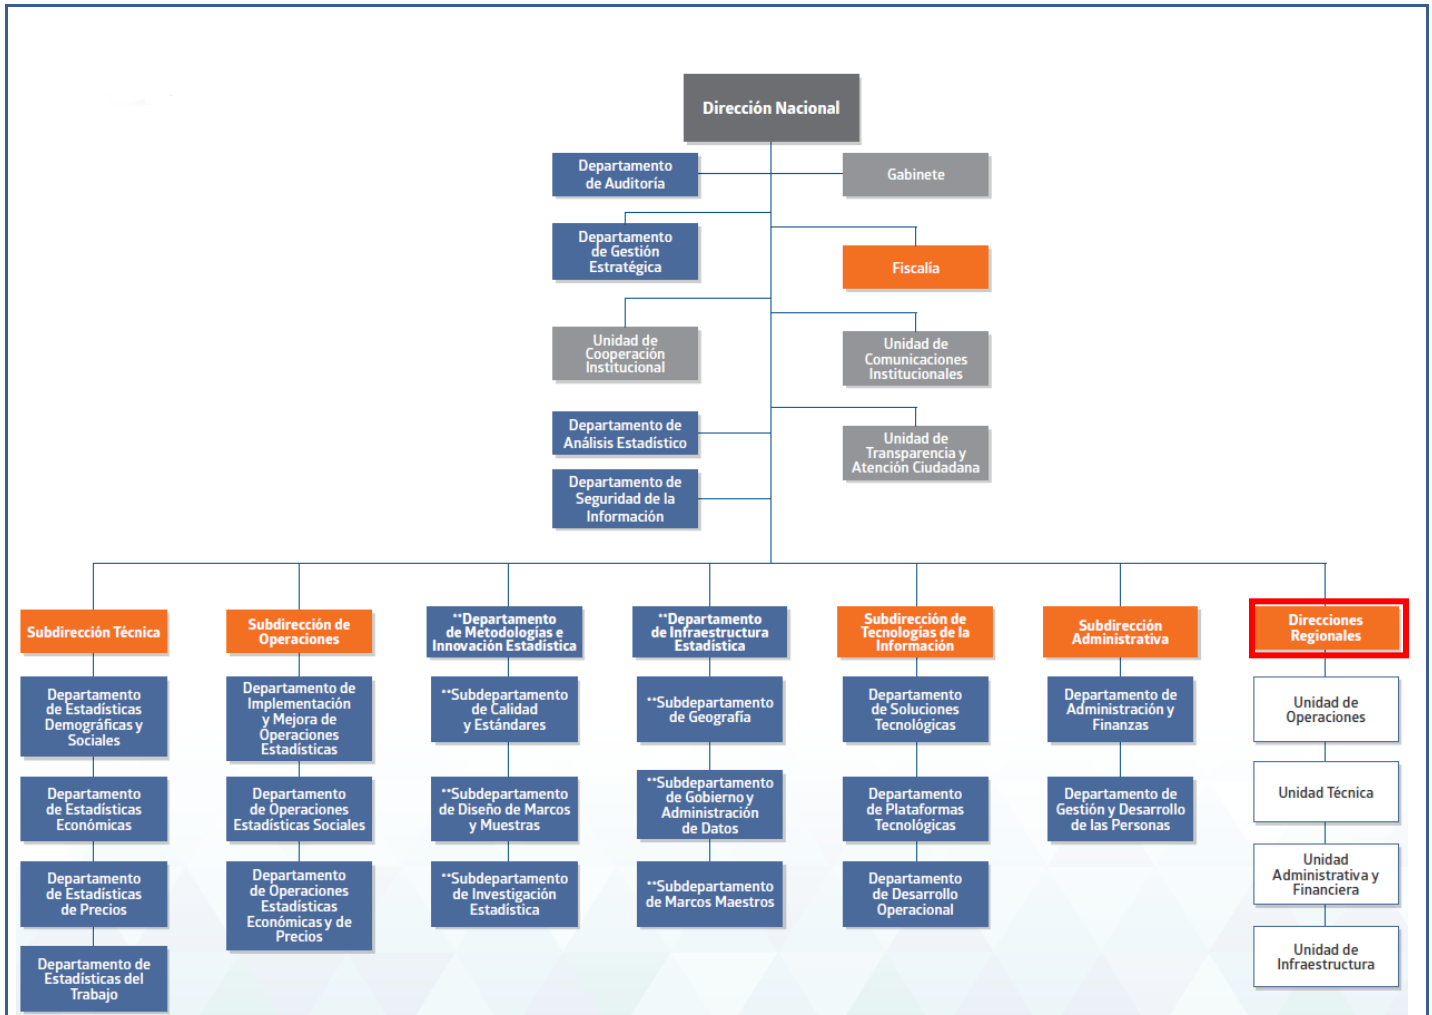 Dirección Nacional
Departamento
de Auditoría
Gabinete
Departamento
de Gestión
Estratégica
Fiscalía
Unidad de
Cooperación
Institucional
Unidad de
Comunicaciones
Institucionales
Departamento de
Análisis Estadístico
Unidad de
Transparencia y
Atención Ciudadana
Departamento de
Seguridad de la
Información
Subdirección Técnica
Departamento
de Estadísticas
Demográficas y
Sociales
Departamento
de Estadísticas
Económicas
Departamento
de Estadísticas
de Precios
Departamento de
Estadísticas del
Trabajo
Subdirección de
Operaciones
Departamento de
Implementación
y Mejora de
Operaciones
Estadísticas
Departamento
de Operaciones
Estadísticas Sociales
Departamento
de Operaciones
Estadísticas
Económicas y de
Precios
**Departamento
de Metodologías e
Innovación Estadística
**Subdepartamento
de Calidad
y Estándares
**Subdepartamento
de Diseño de Marcos
y Muestras
**Subdepartamento
de Investigación
Estadística
**Departamento
de Infraestructura
Estadística
**Subdepartamento
de Geografía
**Subdepartamento
de Gobierno y
Administración
de Datos
**Subdepartamento
de Marcos Maestros
Subdirección de
Tecnologías de la
Información
Departamento
de Soluciones
Tecnológicas
Departamento
de Plataformas
Tecnológicas
Departamento
de Desarrollo
Operacional
Subdirección
Administrativa
Departamento de
Administración y
Finanzas
Departamento de
Gestión y Desarrollo
de las Personas
Direcciones
Regionales
Unidad de
Operaciones
Unidad Técnica
Unidad
Administrativa y
Financiera
Unidad de
Infraestructura